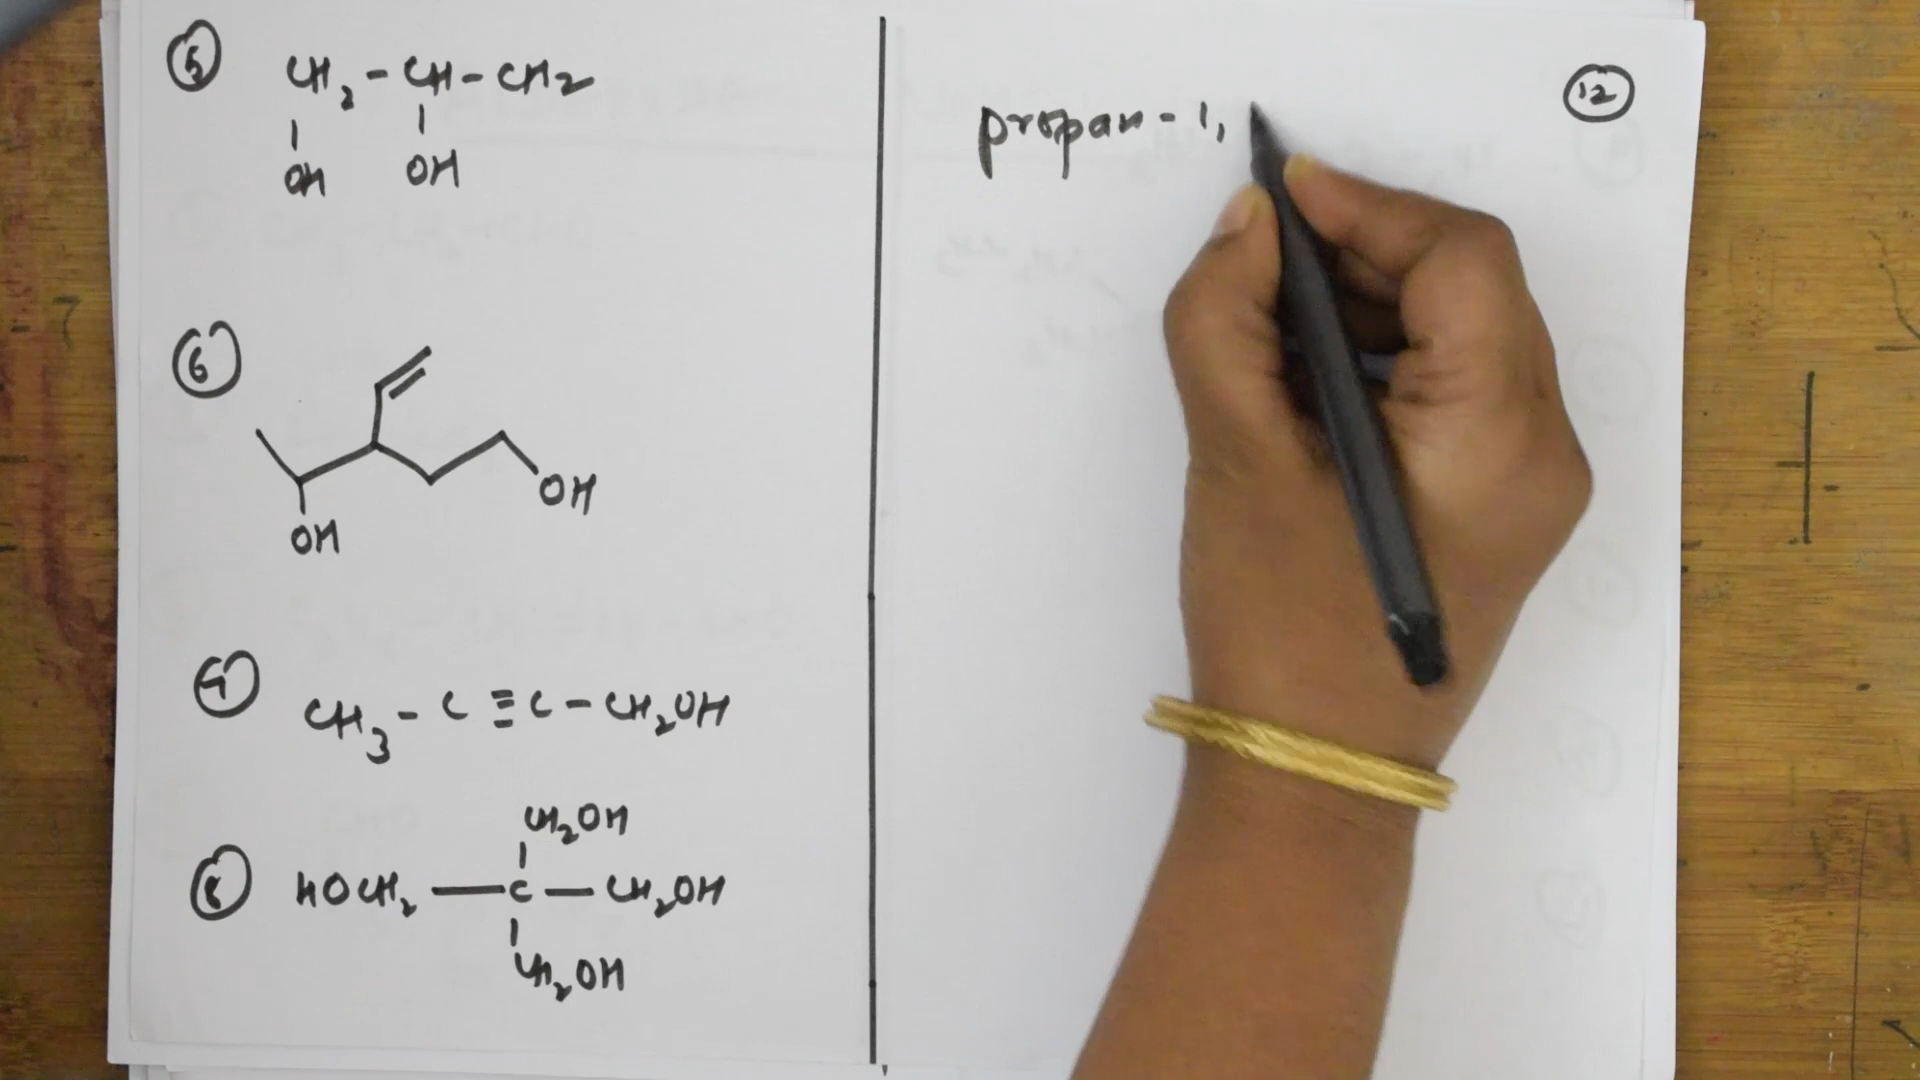 5
CH2 - CH - CH2
OH OH
6
OH
OH
7
CH3 - C ≡ C - CH2OH
8
CH2OH
HOCH2 — C — CH2OH
CH2OH
12
propan - 1,